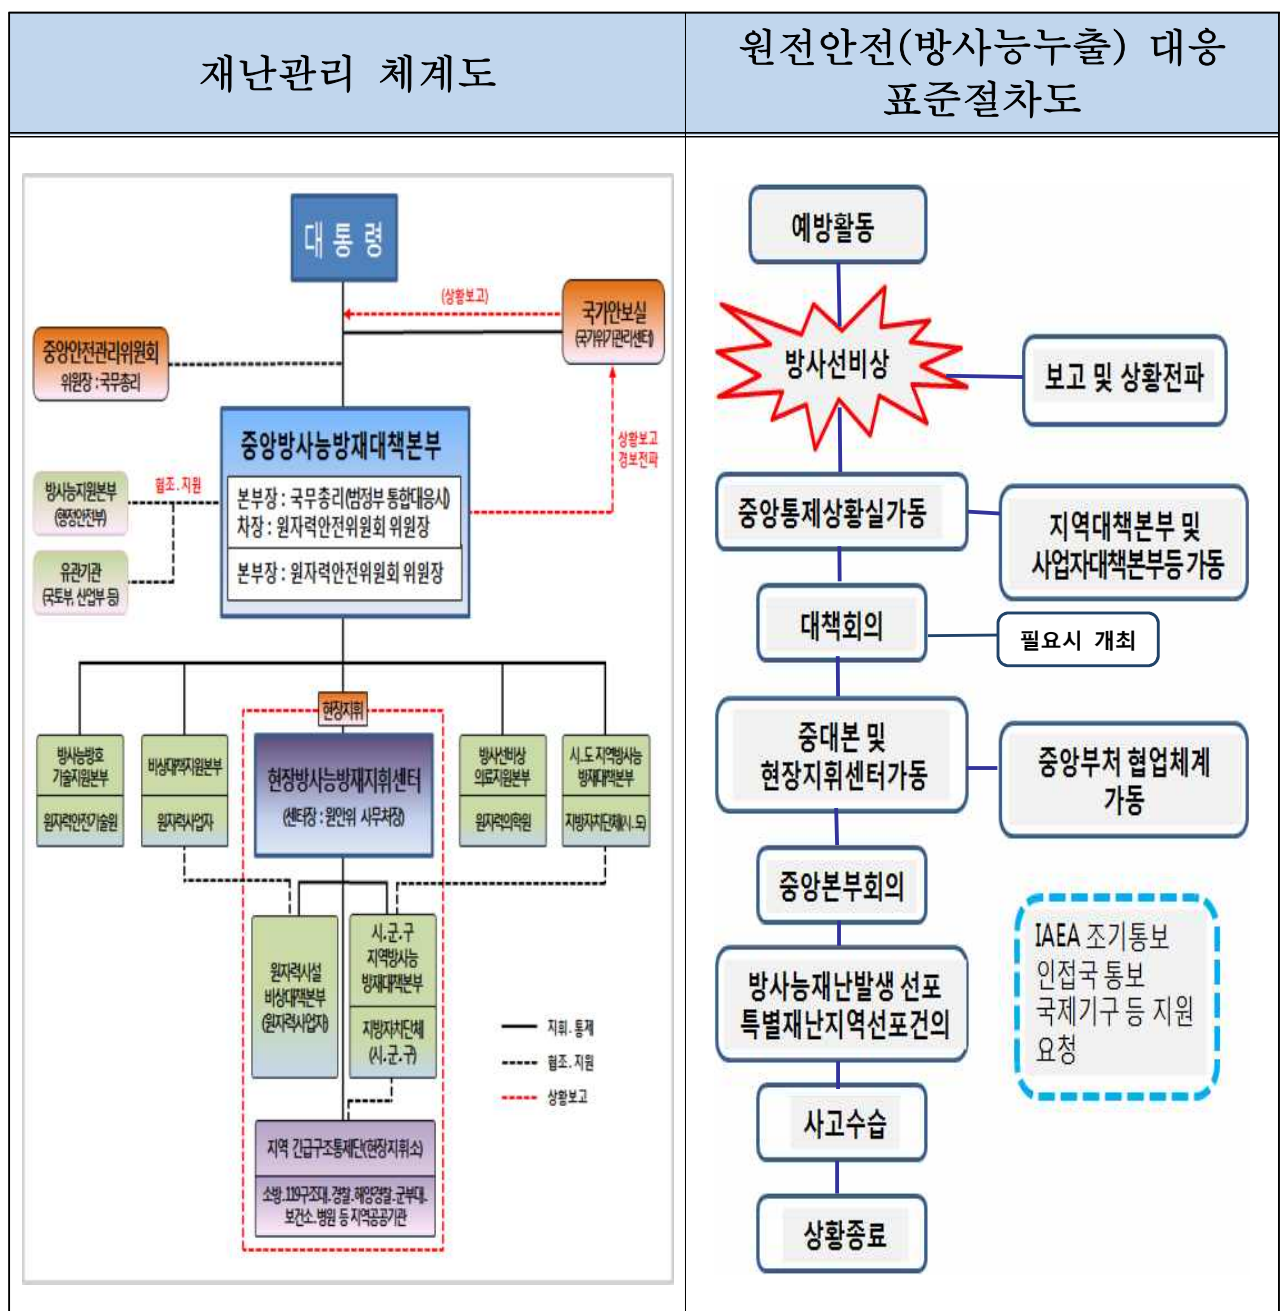 재난관리 체계도
원전안전(방사능누출) 대응
표준절차도
대통령
(상황보고)
국가안보실
(국가위기관리센터)
중앙안전관리위원회
위원장 : 국무총리
중앙방사능방재대책본부
본부장 : 국무총리(범정부 통합대응시)
차장 : 원자력안전위원회 위원장
본부장 : 원자력안전위원회 위원장
상황보고
경보전파
협조.지원
방사능지원본부
(행정안전부)
유관기관
(국토부, 산업부 등)
현장지휘
방사능방호
기술지원본부
원자력안전기술원
비상대책지원본부
원자력사업자
현장방사능방재지휘센터
(센터장 : 원안위 사무처장)
방사선비상
의료지원본부
원자력의학원
시.도 지역방사능
방재대책본부
지방자치단체(시.도)
원자력시설
비상대책본부
(원자력사업자)
시.군.구
지역방사능
방재대책본부
지방자치단체
(시.군.구)
지휘.통제
협조.지원
상황보고
지역 긴급구조통제단(현장지휘소)
소방.119구조대.경찰.해양경찰.군부대.
보건소.병원 등 지역공공기관
예방활동
방사선비상
보고 및 상황전파
중앙통제상황실가동
지역대책본부 및
사업자대책본부등 가동
대책회의
필요시 개최
중대본 및
현장지휘센터가동
중앙부처 협업체계
가동
중앙본부회의
방사능재난발생 선포
특별재난지역선포건의
IAEA 조기통보
인접국 통보
국제기구 등 지원
요청
사고수습
상황종료